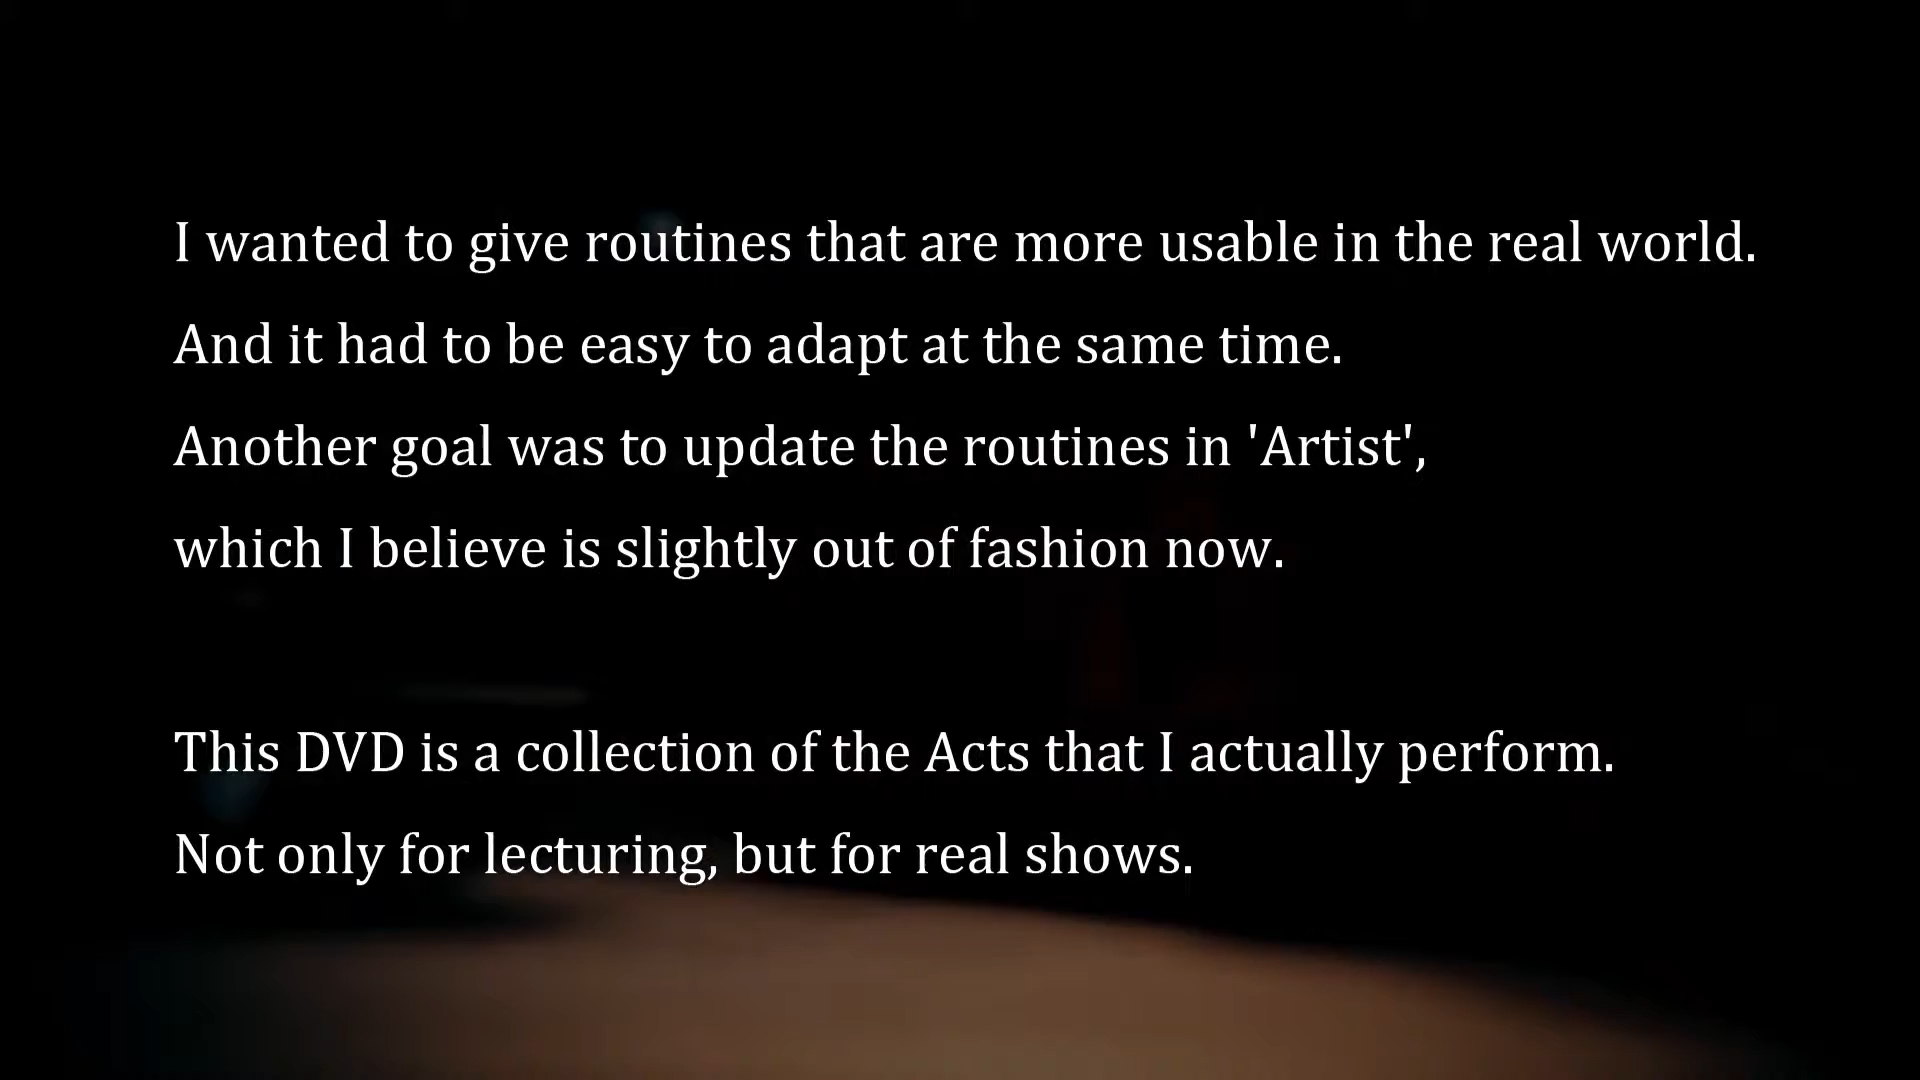 I wanted to give routines that are more usable in the real world.
And it had to be easy to adapt at the same time.
Another goal was to update the routines in 'Artist',
which I believe is slightly out of fashion now.
This DVD is a collection of the Acts that I actually perform.
Not only for lecturing, but for real shows.